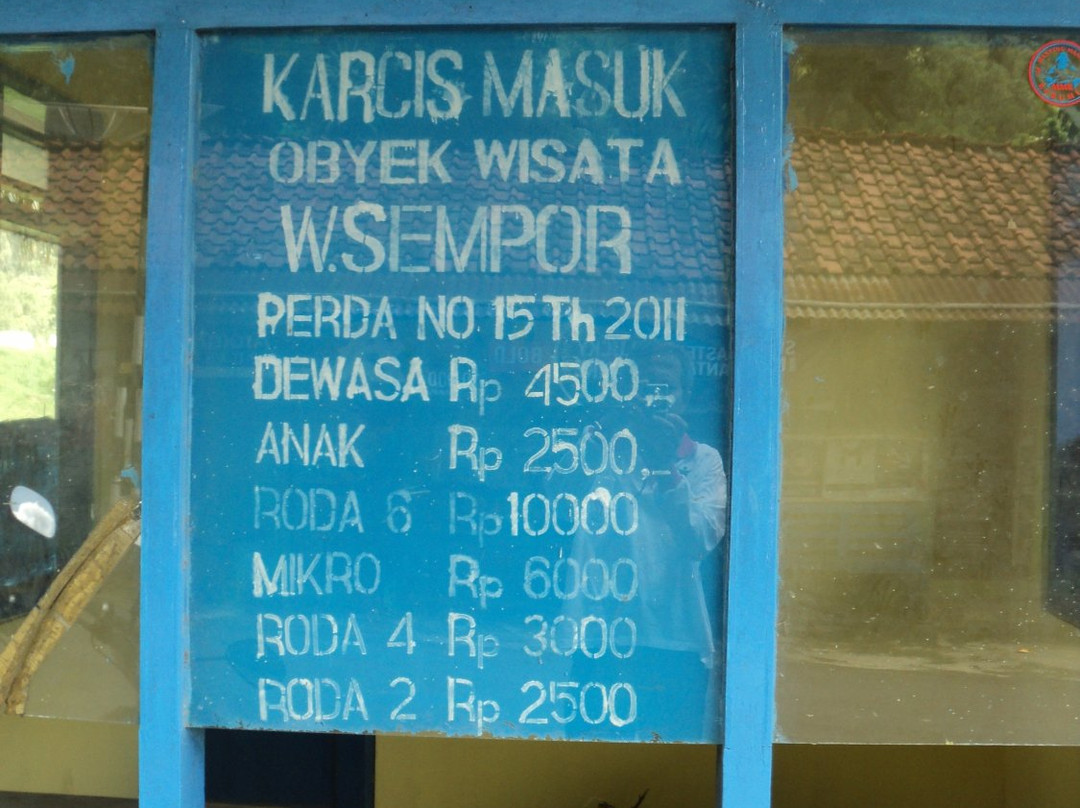 KARCIS MASUK
OBYEK WISATA
W.SEMPOR
PERDA NO 15 Th 2011
DEWASA Rp 4500,-
ANAK Rp 2500,-
RODA 6 Rp 10000
MIKRO Rp 6000
RODA 4 Rp 3000
RODA 2 Rp 2500